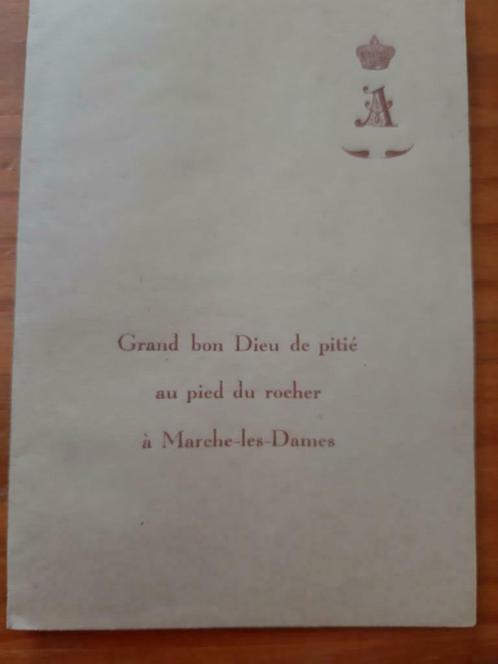 A
Grand bon Dieu de pitié
au pied du rocher
à Marche-les-Dames